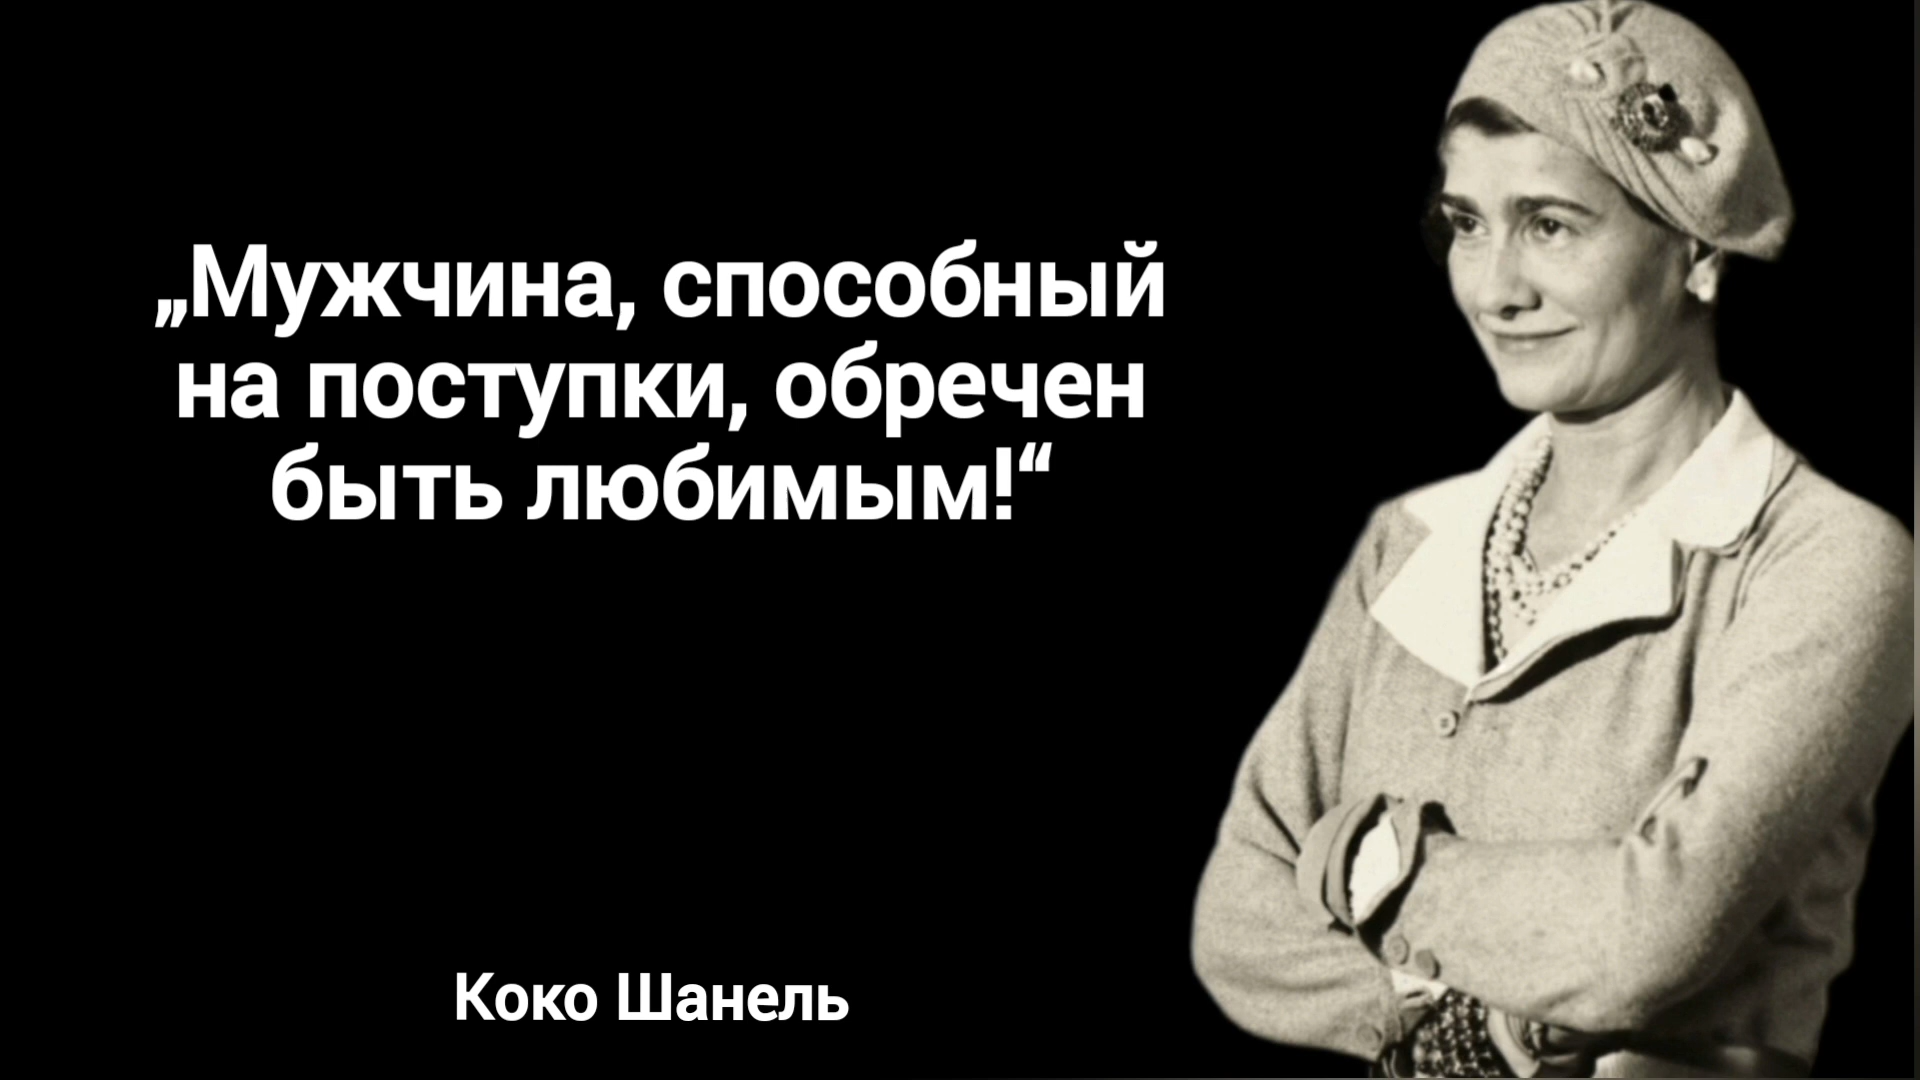 „Мужчина, способный
на поступки, обречен
быть любимым!“
Коко Шанель